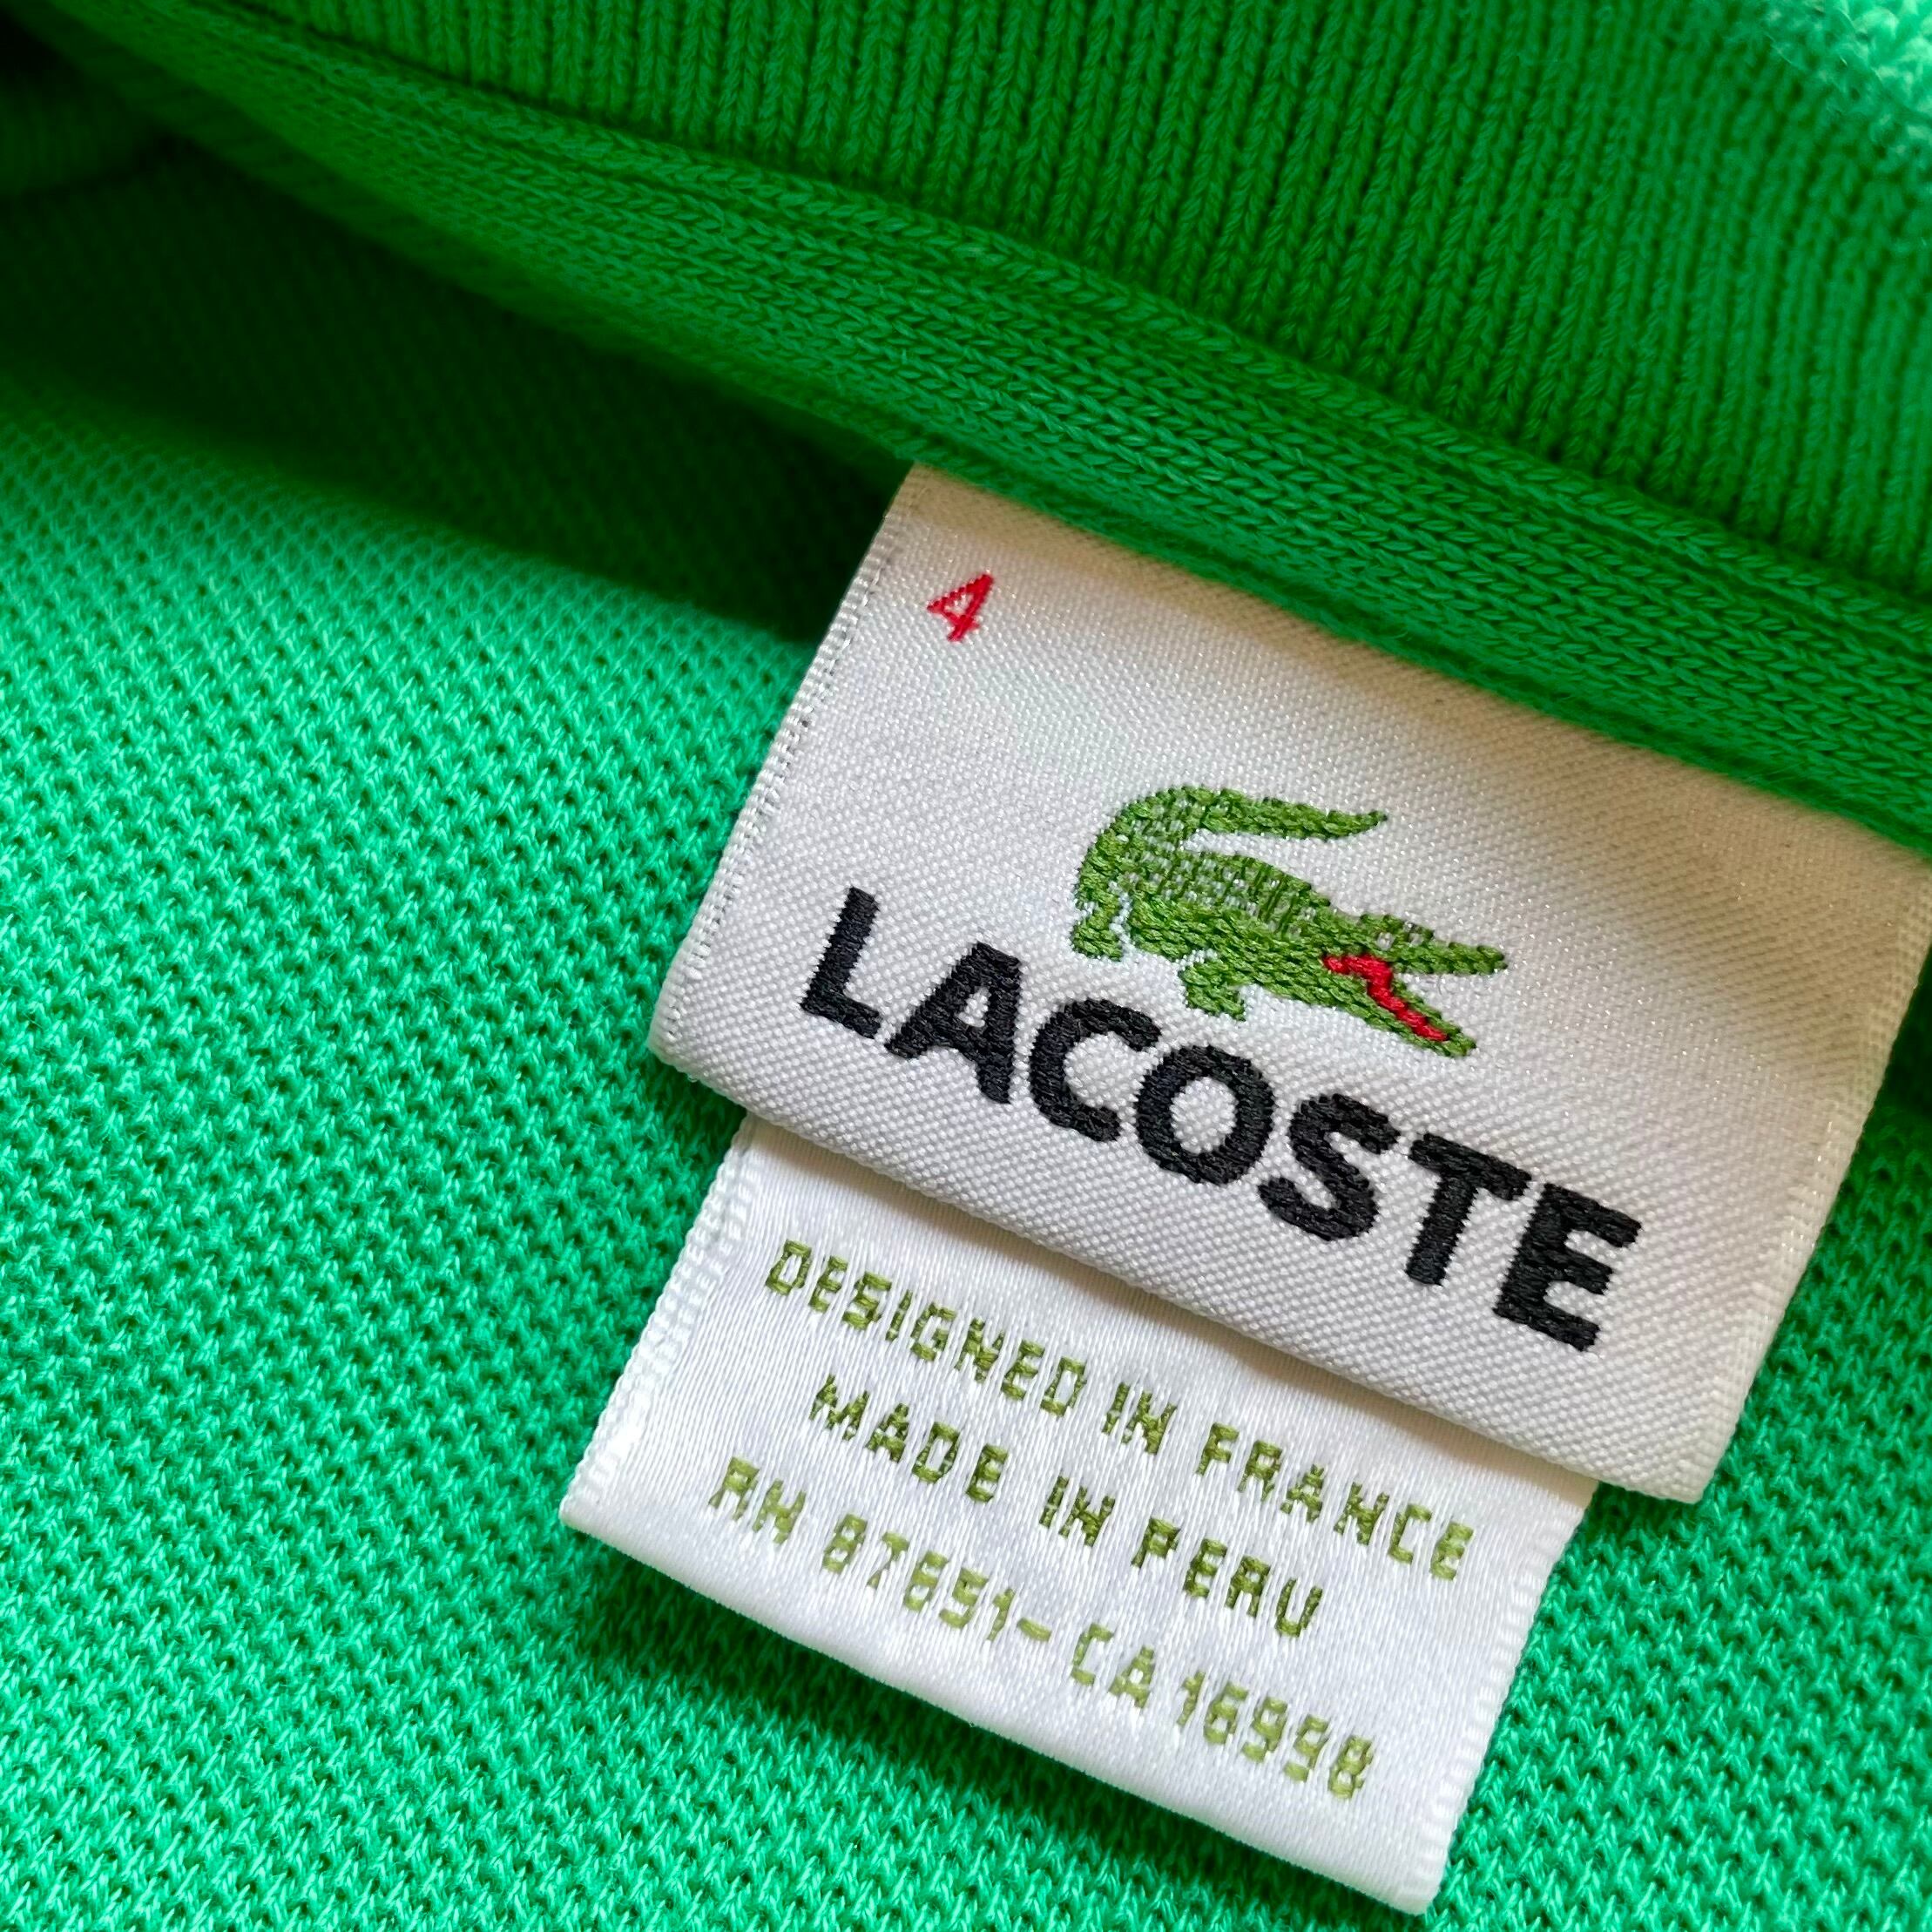 4
LACOSTE
DESIGNED IN FRANCE
MADE IN PERU
RN 87651-CA 16998